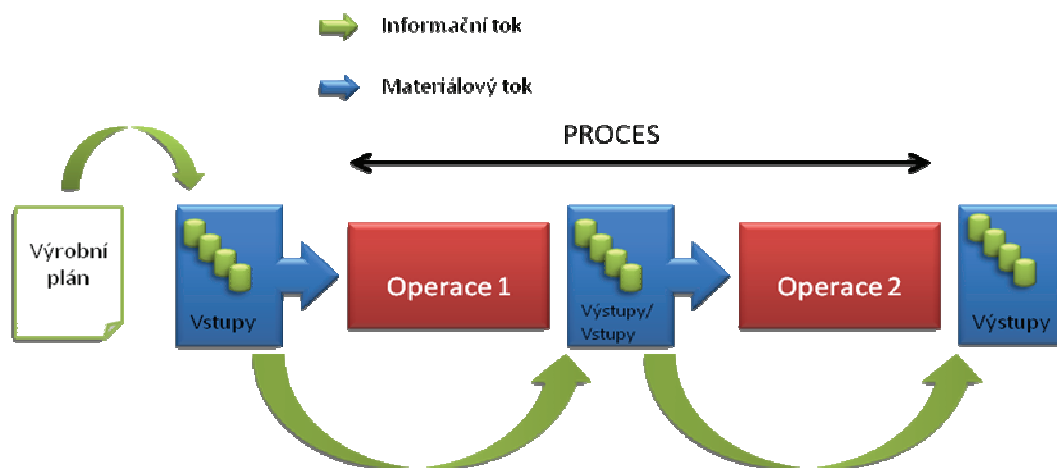 Informační tok
Materiálový tok
PROCES
Výrobní
plán
Vstupy
Operace 1
Výstupy/
Vstupy
Operace 2
Výstupy